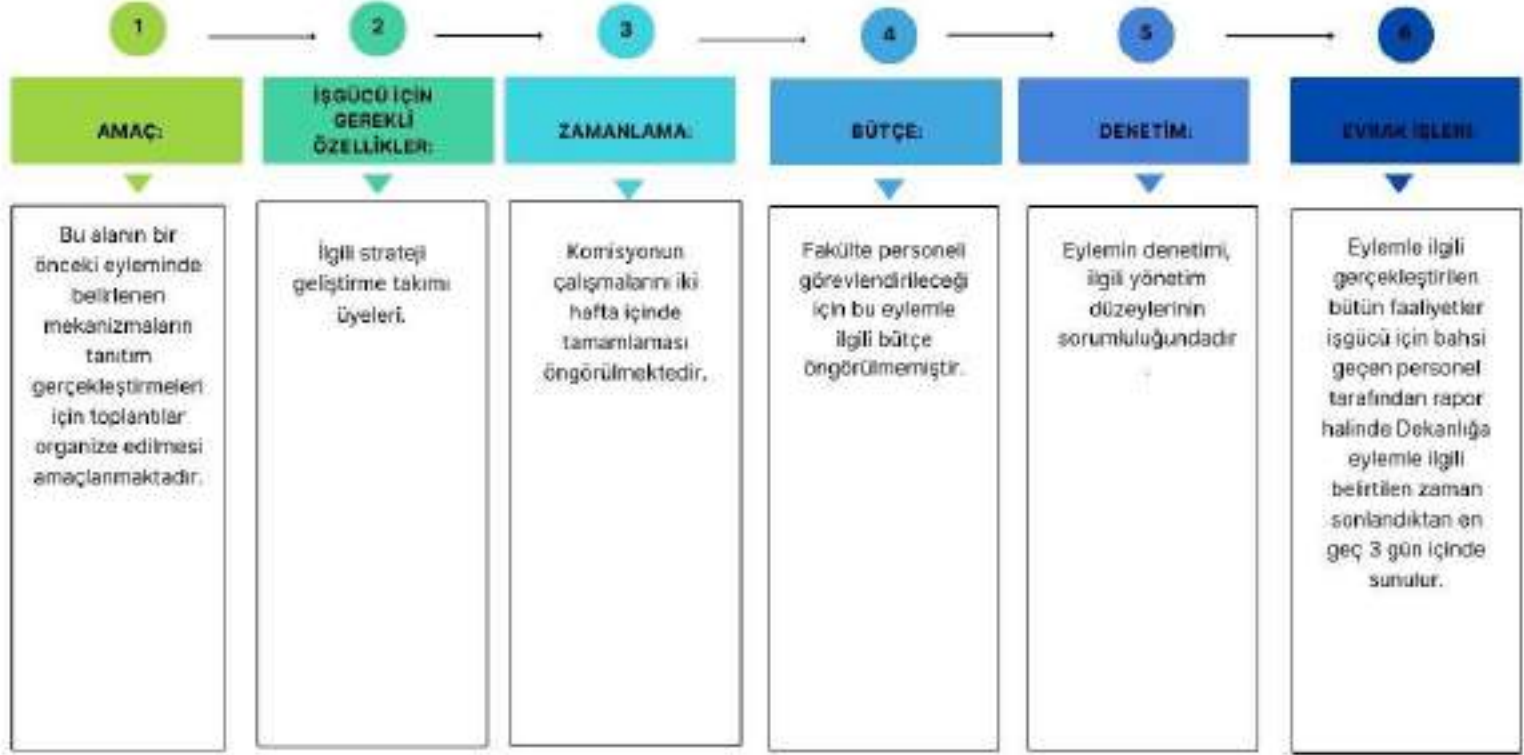 1
2
3
4
5
6
AMAÇ:
İŞGÜCÜ İÇİN
GEREKLİ
ÖZELLİKLER:
ZAMANLAMA:
BÜTÇE:
DENETİM:
EVRAK İŞLERİ:
Bu alanın bir
önceki eyleminde
belirlenen
mekanizmaların
tanıtım
gerçekleştirmeleri
için toplantılar
organize edilmesi
amaçlanmaktadır.
İlgili strateji
geliştirme takımı
üyeleri.
Komisyonun
çalışmalarını iki
hafta içinde
tamamlaması
öngörülmektedir.
Fakülte personeli
görevlendirileceği
için bu eylemle
ilgili bütçe
öngörülmemiştir.
Eylemin denetimi,
ilgili yönetim
düzeylerinin
sorumluluğundadır
.
Eylemle ilgili
gerçekleştirilen
bütün faaliyetler
işgücü için bahsi
geçen personel
tarafından rapor
halinde Dekanlığa
eylemle ilgili
belirtilen zaman
sonlandıktan en
geç 3 gün içinde
sunulur.